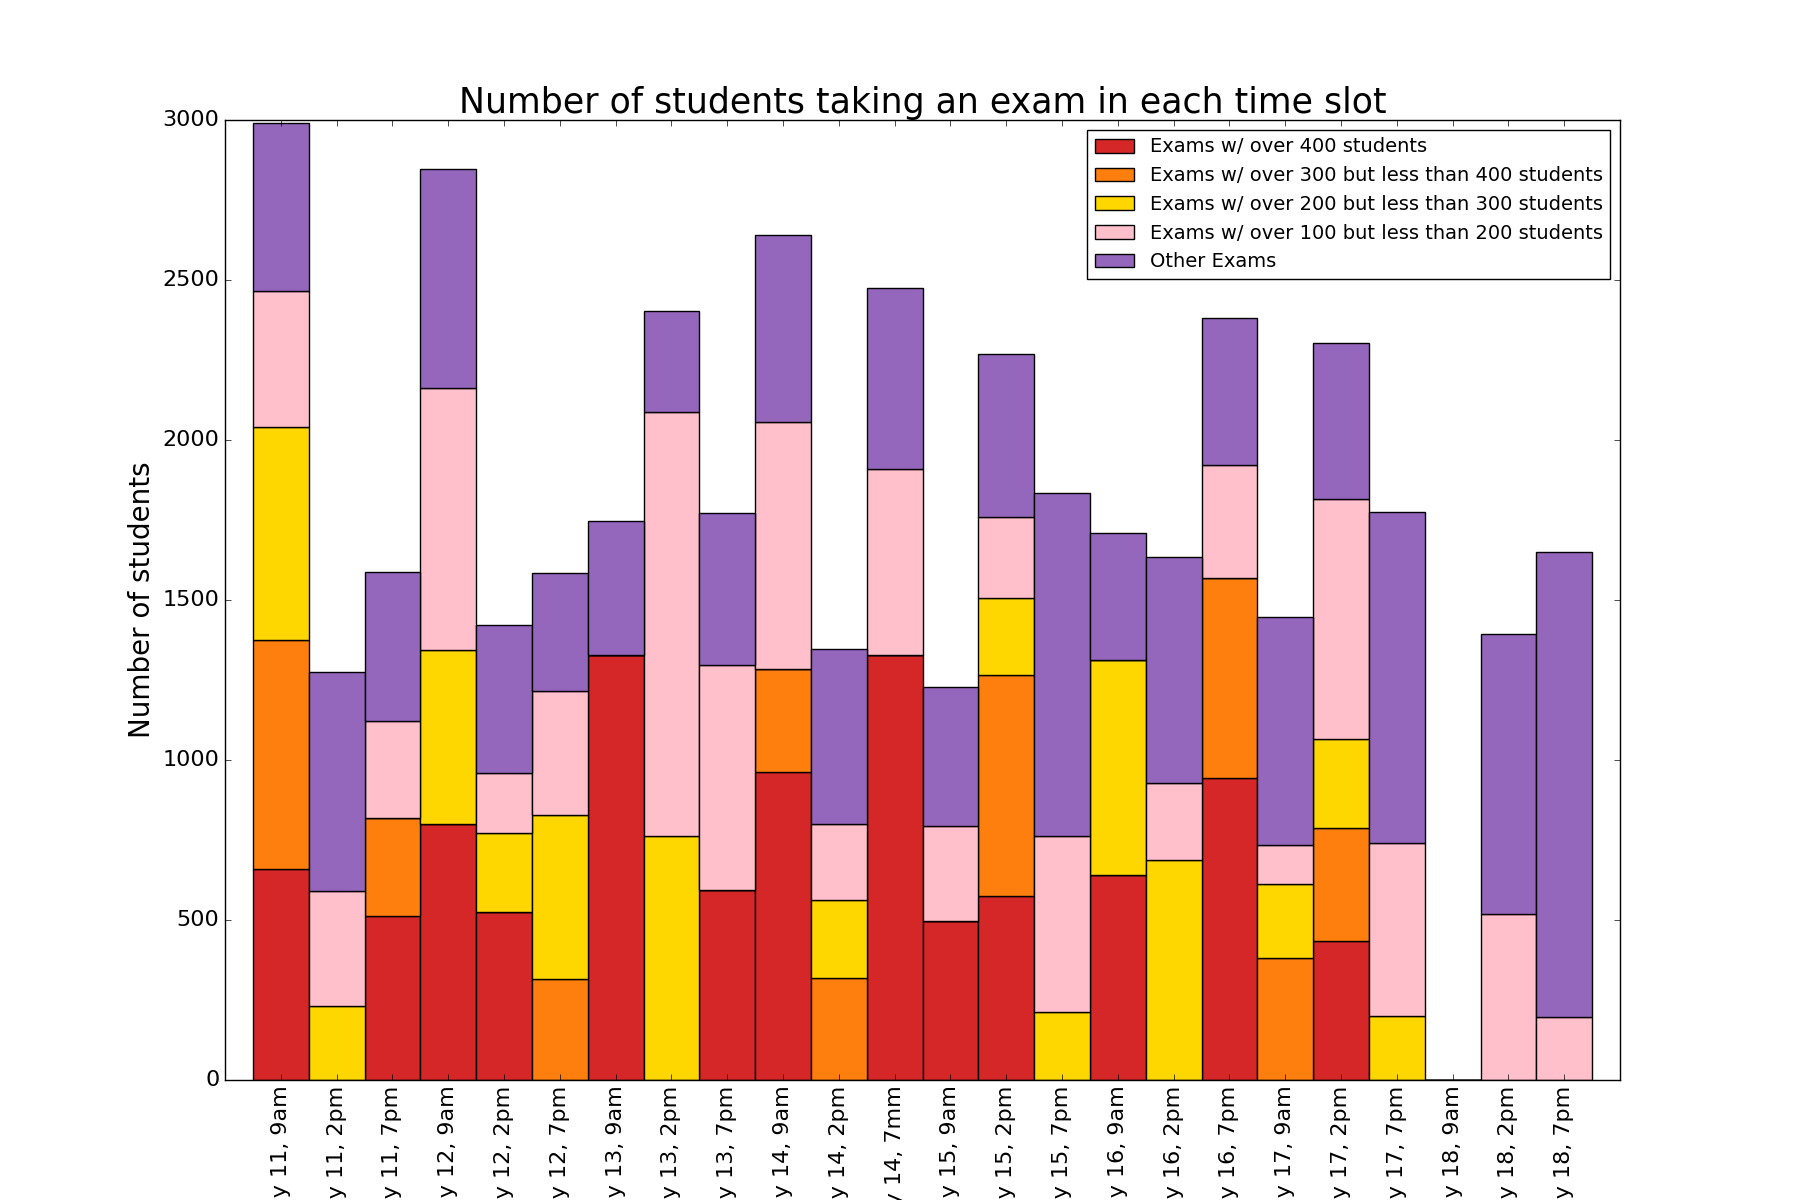 Number of students taking an exam in each time slot
Exams w/ over 400 students
Exams w/ over 300 but less than 400 students
Exams w/ over 200 but less than 300 students
Exams w/ over 100 but less than 200 students
Other Exams
Number of students
3000
2500
2000
1500
1000
500
0
y 11, 9am
y 11, 2pm
y 11, 7pm
y 12, 9am
y 12, 2pm
y 12, 7pm
y 13, 9am
y 13, 2pm
y 13, 7pm
y 14, 9am
y 14, 2pm
y 14, 7mm
y 15, 9am
y 15, 2pm
y 15, 7pm
y 16, 9am
y 16, 2pm
y 16, 7pm
y 17, 9am
y 17, 2pm
y 17, 7pm
y 18, 9am
y 18, 2pm
y 18, 7pm